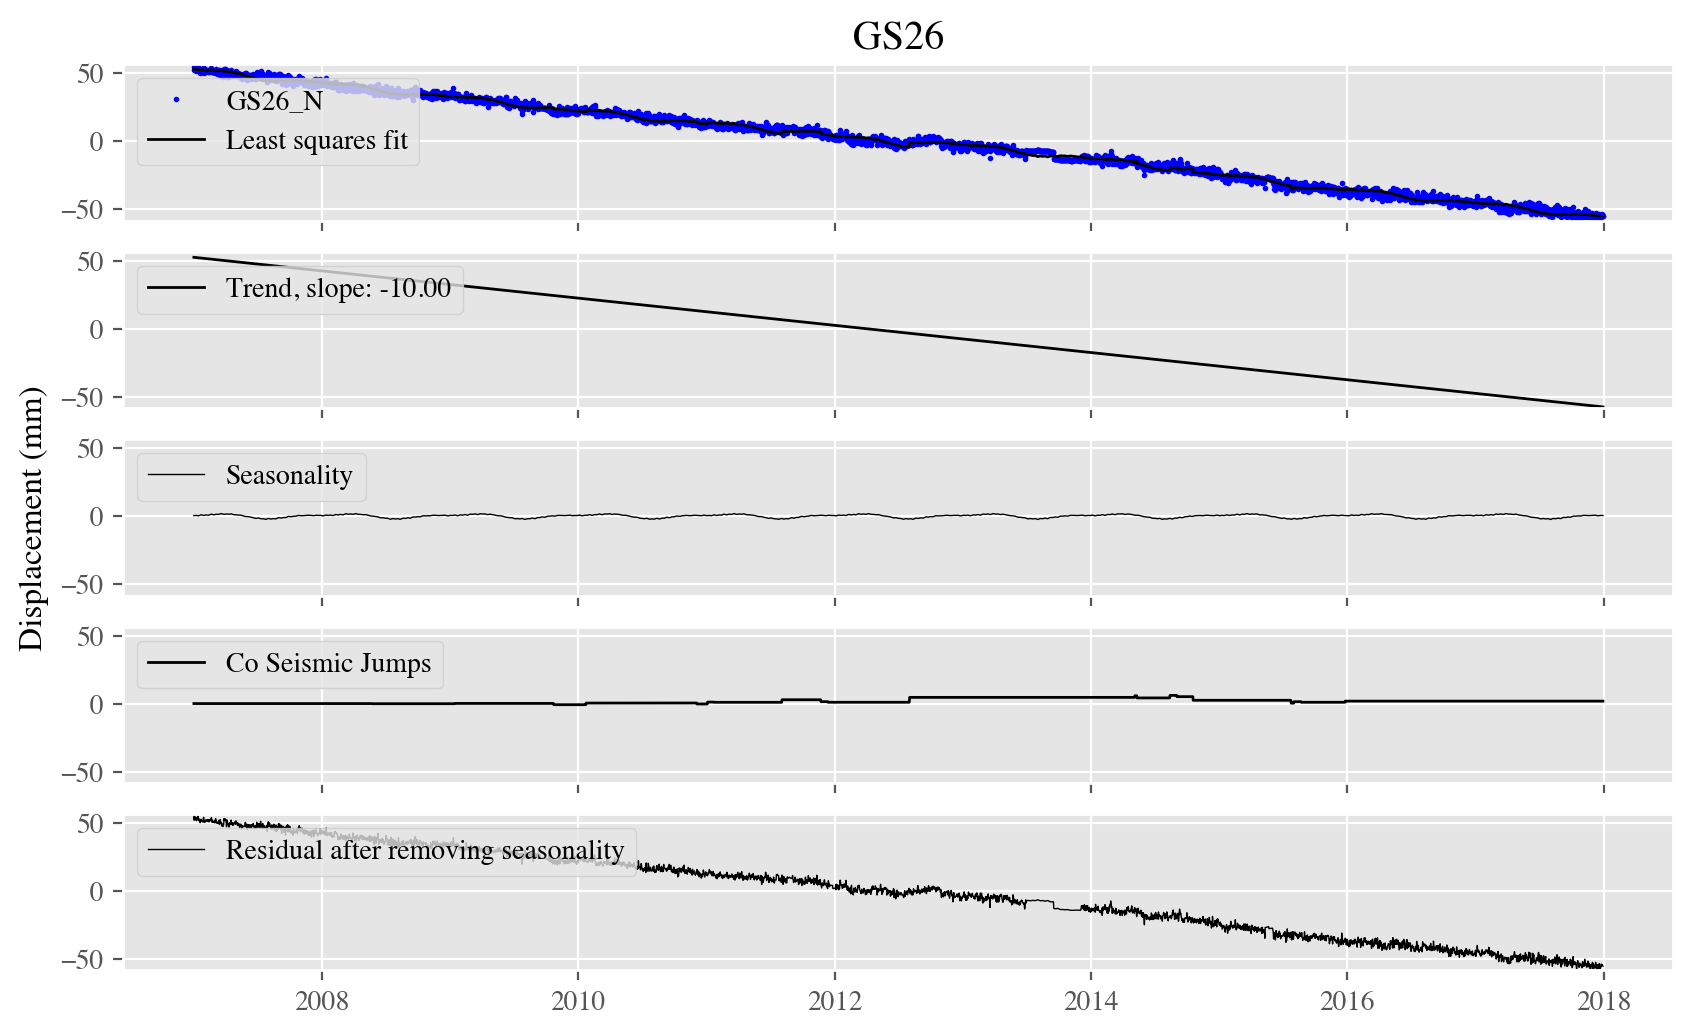 GS26
50
0
−50
GS26_N
Least squares fit
50
0
−50
Trend, slope: -10.00
Displacement (mm)
50
0
−50
Seasonality
50
0
−50
Co Seismic Jumps
50
0
−50
Residual after removing seasonality
2008 2010 2012 2014 2016 2018